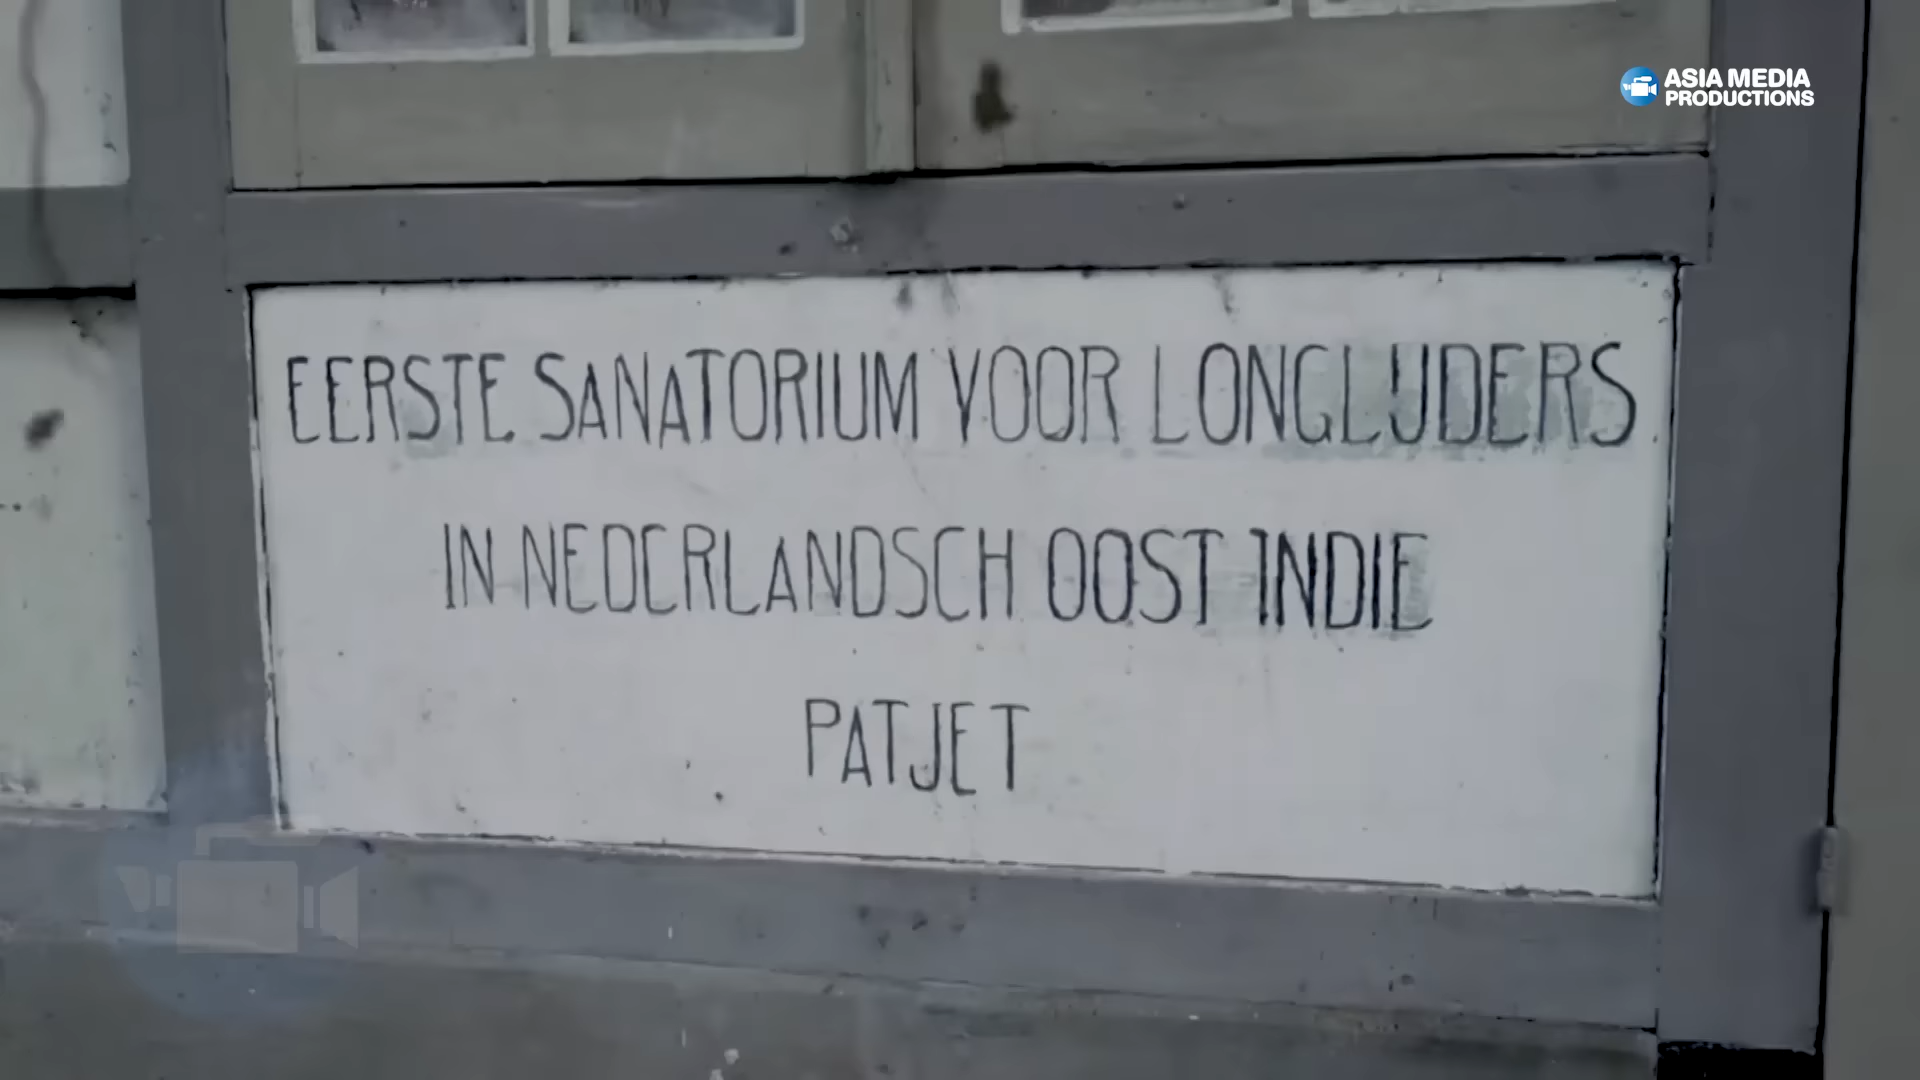 ASIA MEDIA
PRODUCTIONS
EERSTE SANATORIUM VOOR LONGLIJDERS
IN NEDERLANDSCH OOST INDIE
PATJET